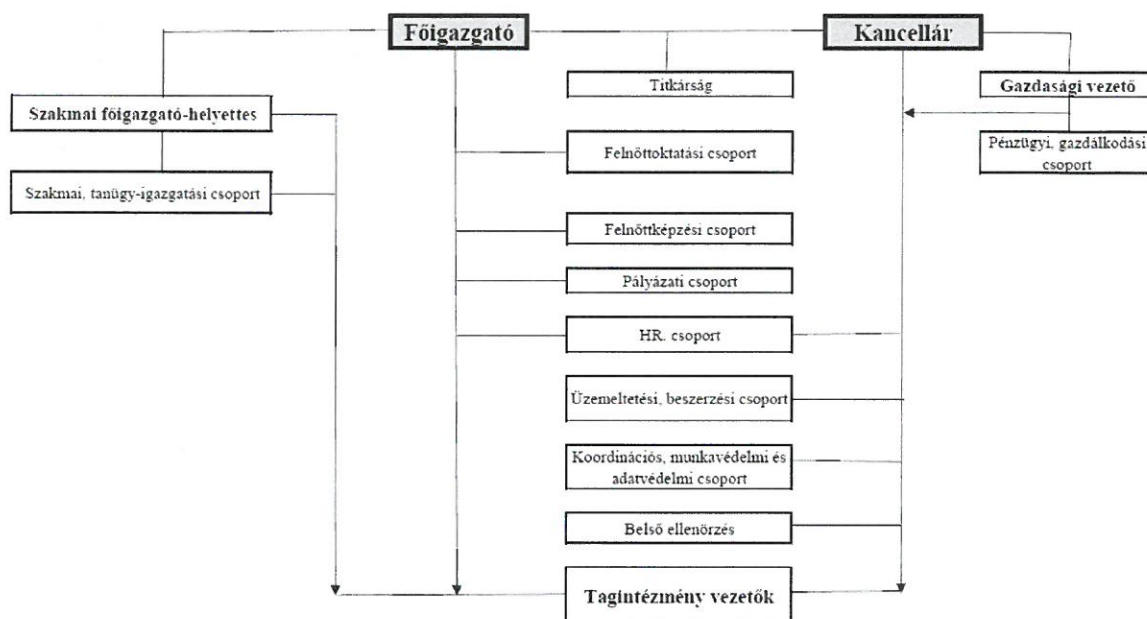 Főigazgató
Kancellár
Titkárság
Gazdasági vezető
Szakmai főigazgató-helyettes
Felnőttoktatási csoport
Pénzügyi, gazdálkodási
csoport
Szakmai, tanügy-igazgatási csoport
Felnőttképzési csoport
Pályázati csoport
HR. csoport
Üzemeltetési, beszerzési csoport
Koordinációs, munkavédelmi és
adatvédelmi csoport
Belső ellenőrzés
Tagintézmény vezetők